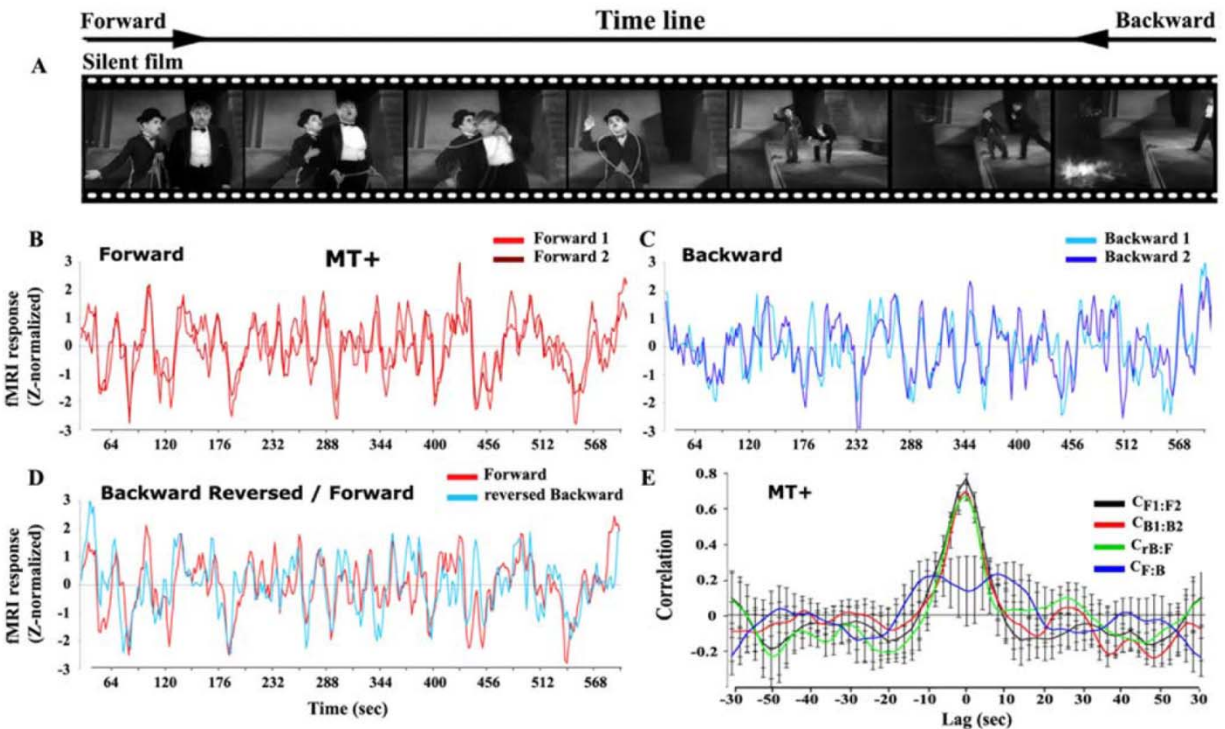 Forward Time line Backward
A Silent film
B Forward MT+ Forward 1
Forward 2
fMRI response
(Z-normalized)
3
2
1
0
-1
-2
-3
64 120 176 232 288 344 400 456 512 568
C Backward Backward 1
Backward 2
3
2
1
0
-1
-2
-3
64 120 176 232 288 344 400 456 512 568
D Backward Reversed / Forward Forward
reversed Backward
fMRI response
(Z-normalized)
3
2
1
0
-1
-2
-3
64 120 176 232 288 344 400 456 512 568
Time (sec)
E MT+
CF1:F2
CB1:B2
CrB:F
CF:B
Correlation
0.8
0.6
0.4
0.2
0
-0.2
-30 -50 -40 -30 -20 -10 0 10 20 30 40 50 30
Lag (sec)